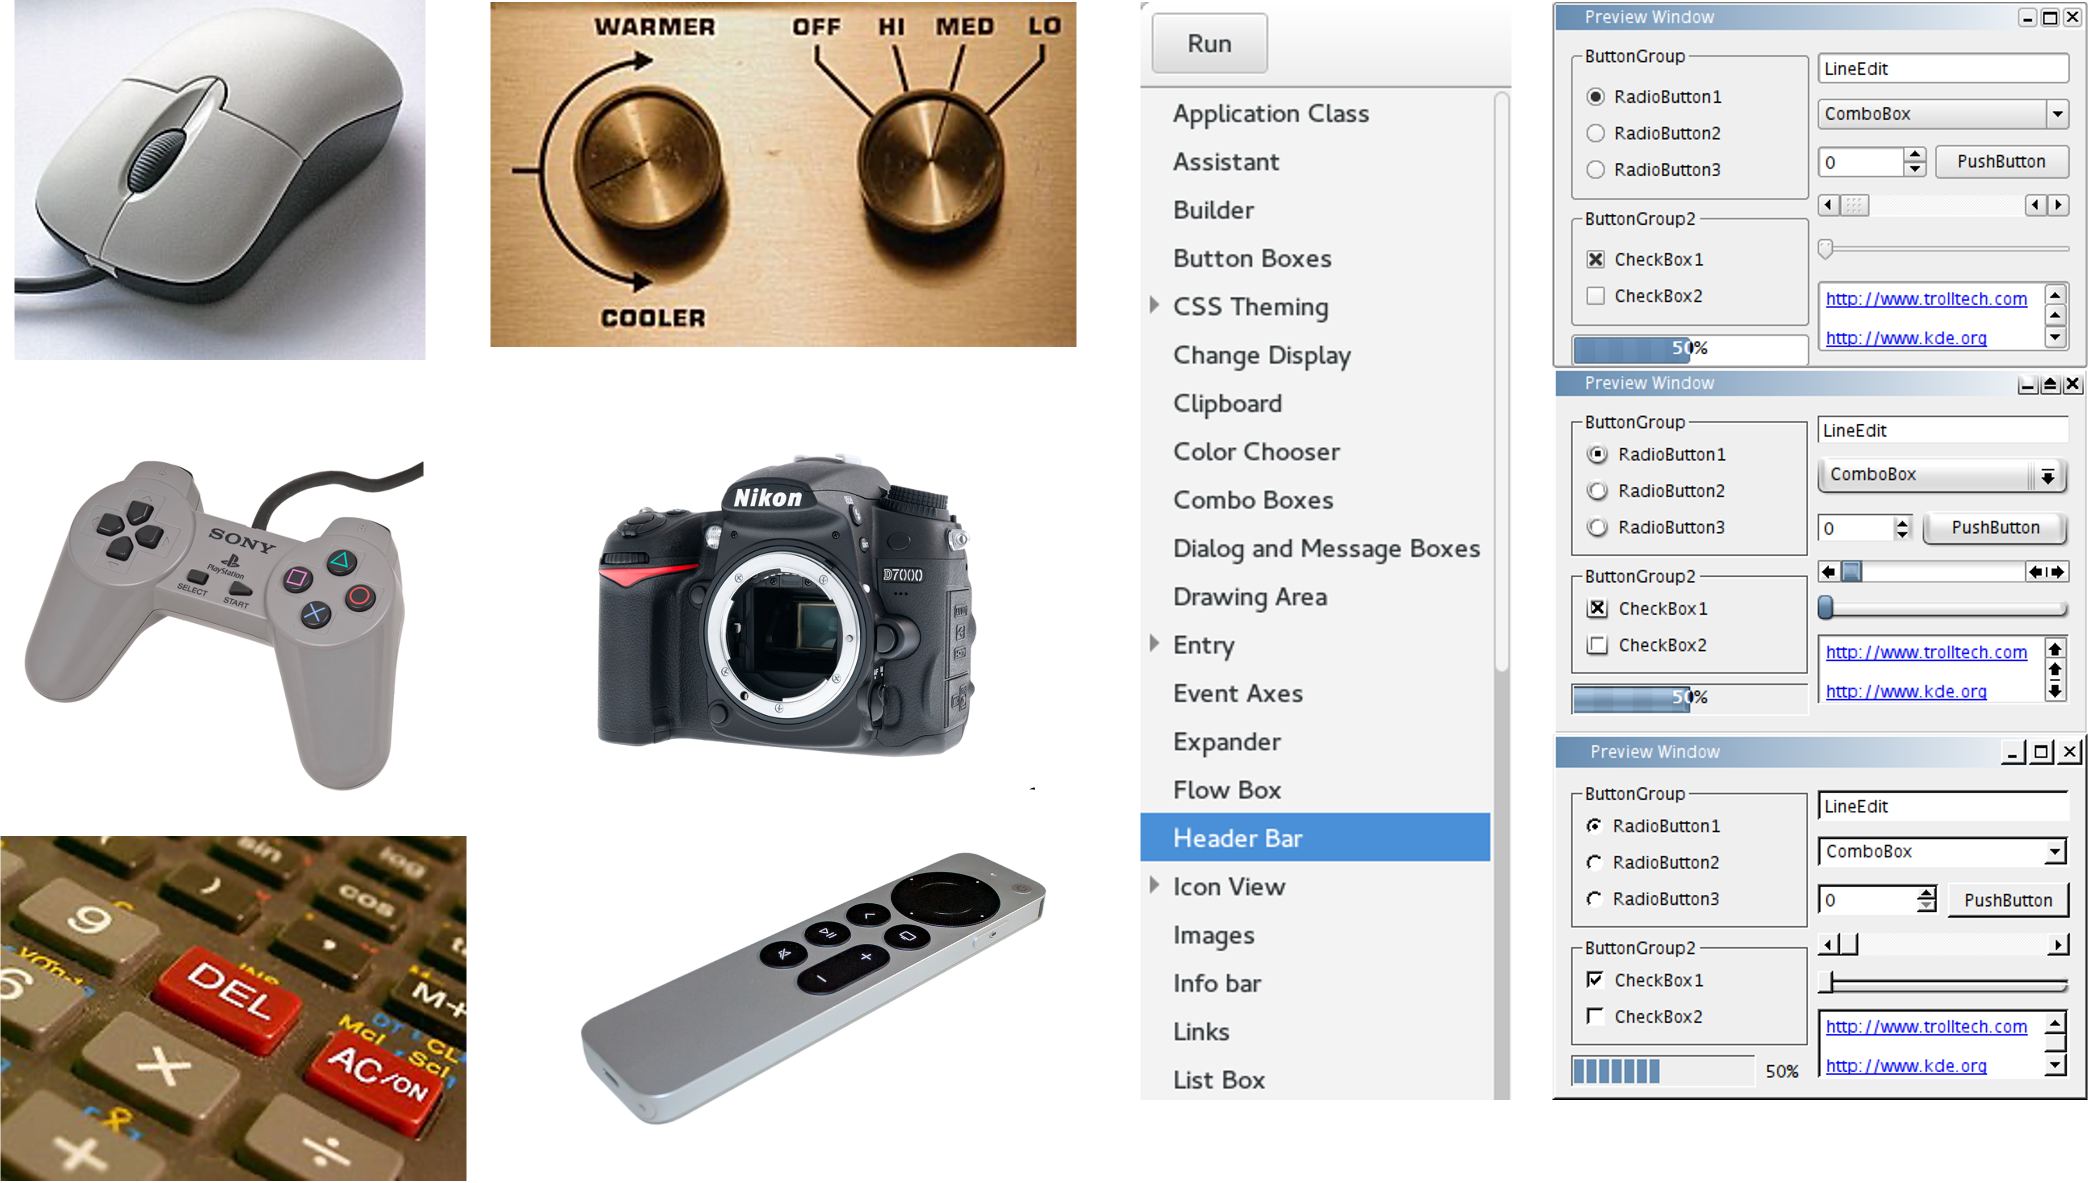 WARMER
OFF HI MED LO
COOLER
SONY
PlayStation
SELECT
START
Nikon
D7000
sin
log
)
cos
9
,
INS
DEL
M+
6
DT CL
Mcl Scl
×
AC/ON
+
÷
Run
Application Class
Assistant
Builder
Button Boxes
CSS Theming
Change Display
Clipboard
Color Chooser
Combo Boxes
Dialog and Message Boxes
Drawing Area
Entry
Event Axes
Expander
Flow Box
Header Bar
Icon View
Images
Info bar
Links
List Box
Preview Window
ButtonGroup
RadioButton1
RadioButton2
RadioButton3
ButtonGroup2
CheckBox1
CheckBox2
50%
LineEdit
ComboBox
0
PushButton
http://www.trolltech.com
http://www.kde.org
Preview Window
ButtonGroup
RadioButton1
RadioButton2
RadioButton3
ButtonGroup2
CheckBox1
CheckBox2
50%
LineEdit
ComboBox
0
PushButton
http://www.trolltech.com
http://www.kde.org
Preview Window
ButtonGroup
RadioButton1
RadioButton2
RadioButton3
ButtonGroup2
CheckBox1
CheckBox2
50%
LineEdit
ComboBox
0
PushButton
http://www.trolltech.com
http://www.kde.org